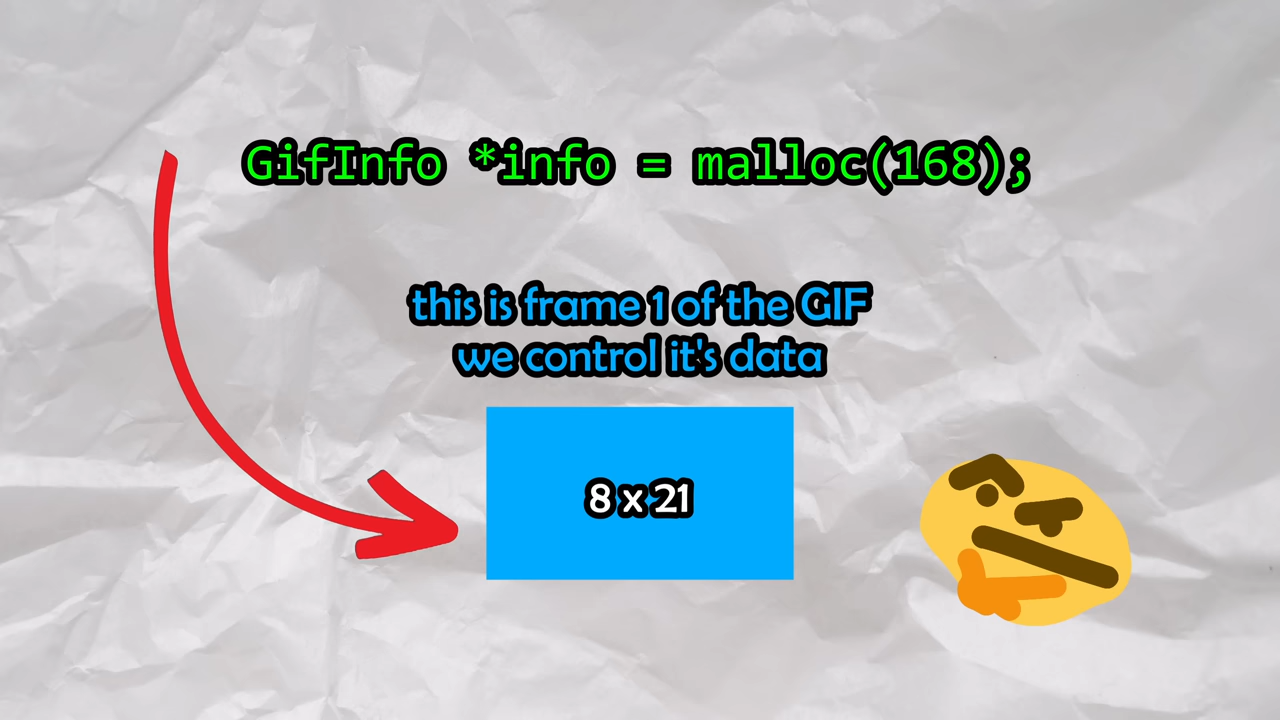 GifInfo *info = malloc(168);
this is frame 1 of the GIF
we control it's data
8 x 21